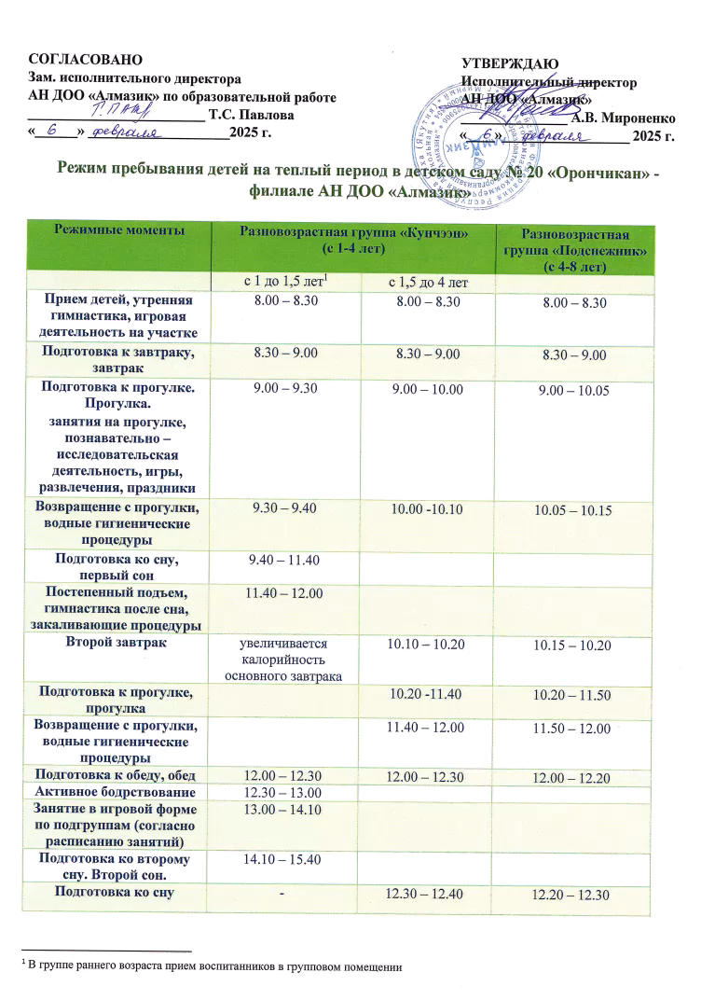 СОГЛАСОВАНО
Зам. исполнительного директора
АН ДОО «Алмазик» по образовательной работе
Т.С. Павлова
« 6 » февраля 2025 г.
УТВЕРЖДАЮ
Исполнительный директор
АН ДОО «Алмазик»
А.В. Мироненко
« 6 » февраля 2025 г.
Режим пребывания детей на теплый период в детском саду № 20 «Орончикан» -
филиале АН ДОО «Алмазик»
Режимные моменты
Разновозрастная группа «Кунчээн»
(с 1-4 лет)
Разновозрастная
группа «Подснежник»
(с 4-8 лет)
с 1 до 1,5 лет¹
с 1,5 до 4 лет
Прием детей, утренняя
гимнастика, игровая
деятельность на участке
8.00 – 8.30
8.00 – 8.30
8.00 – 8.30
Подготовка к завтраку,
завтрак
8.30 – 9.00
8.30 – 9.00
8.30 – 9.00
Подготовка к прогулке.
Прогулка.
занятия на прогулке,
познавательно –
исследовательская
деятельность, игры,
развлечения, праздники
9.00 – 9.30
9.00 – 10.00
9.00 – 10.05
Возвращение с прогулки,
водные гигиенические
процедуры
9.30 – 9.40
10.00 -10.10
10.05 – 10.15
Подготовка ко сну,
первый сон
9.40 – 11.40
Постепенный подъем,
гимнастика после сна,
закаливающие процедуры
11.40 – 12.00
Второй завтрак
увеличивается
калорийность
основного завтрака
10.10 – 10.20
10.15 – 10.20
Подготовка к прогулке,
прогулка
10.20 -11.40
10.20 – 11.50
Возвращение с прогулки,
водные гигиенические
процедуры
11.40 – 12.00
11.50 – 12.00
Подготовка к обеду, обед
12.00 – 12.30
12.00 – 12.30
12.00 – 12.20
Активное бодрствование
12.30 – 13.00
Занятие в игровой форме
по подгруппам (согласно
расписанию занятий)
13.00 – 14.10
Подготовка ко второму
сну. Второй сон.
14.10 – 15.40
Подготовка ко сну
-
12.30 – 12.40
12.20 – 12.30
¹ В группе раннего возраста прием воспитанников в групповом помещении